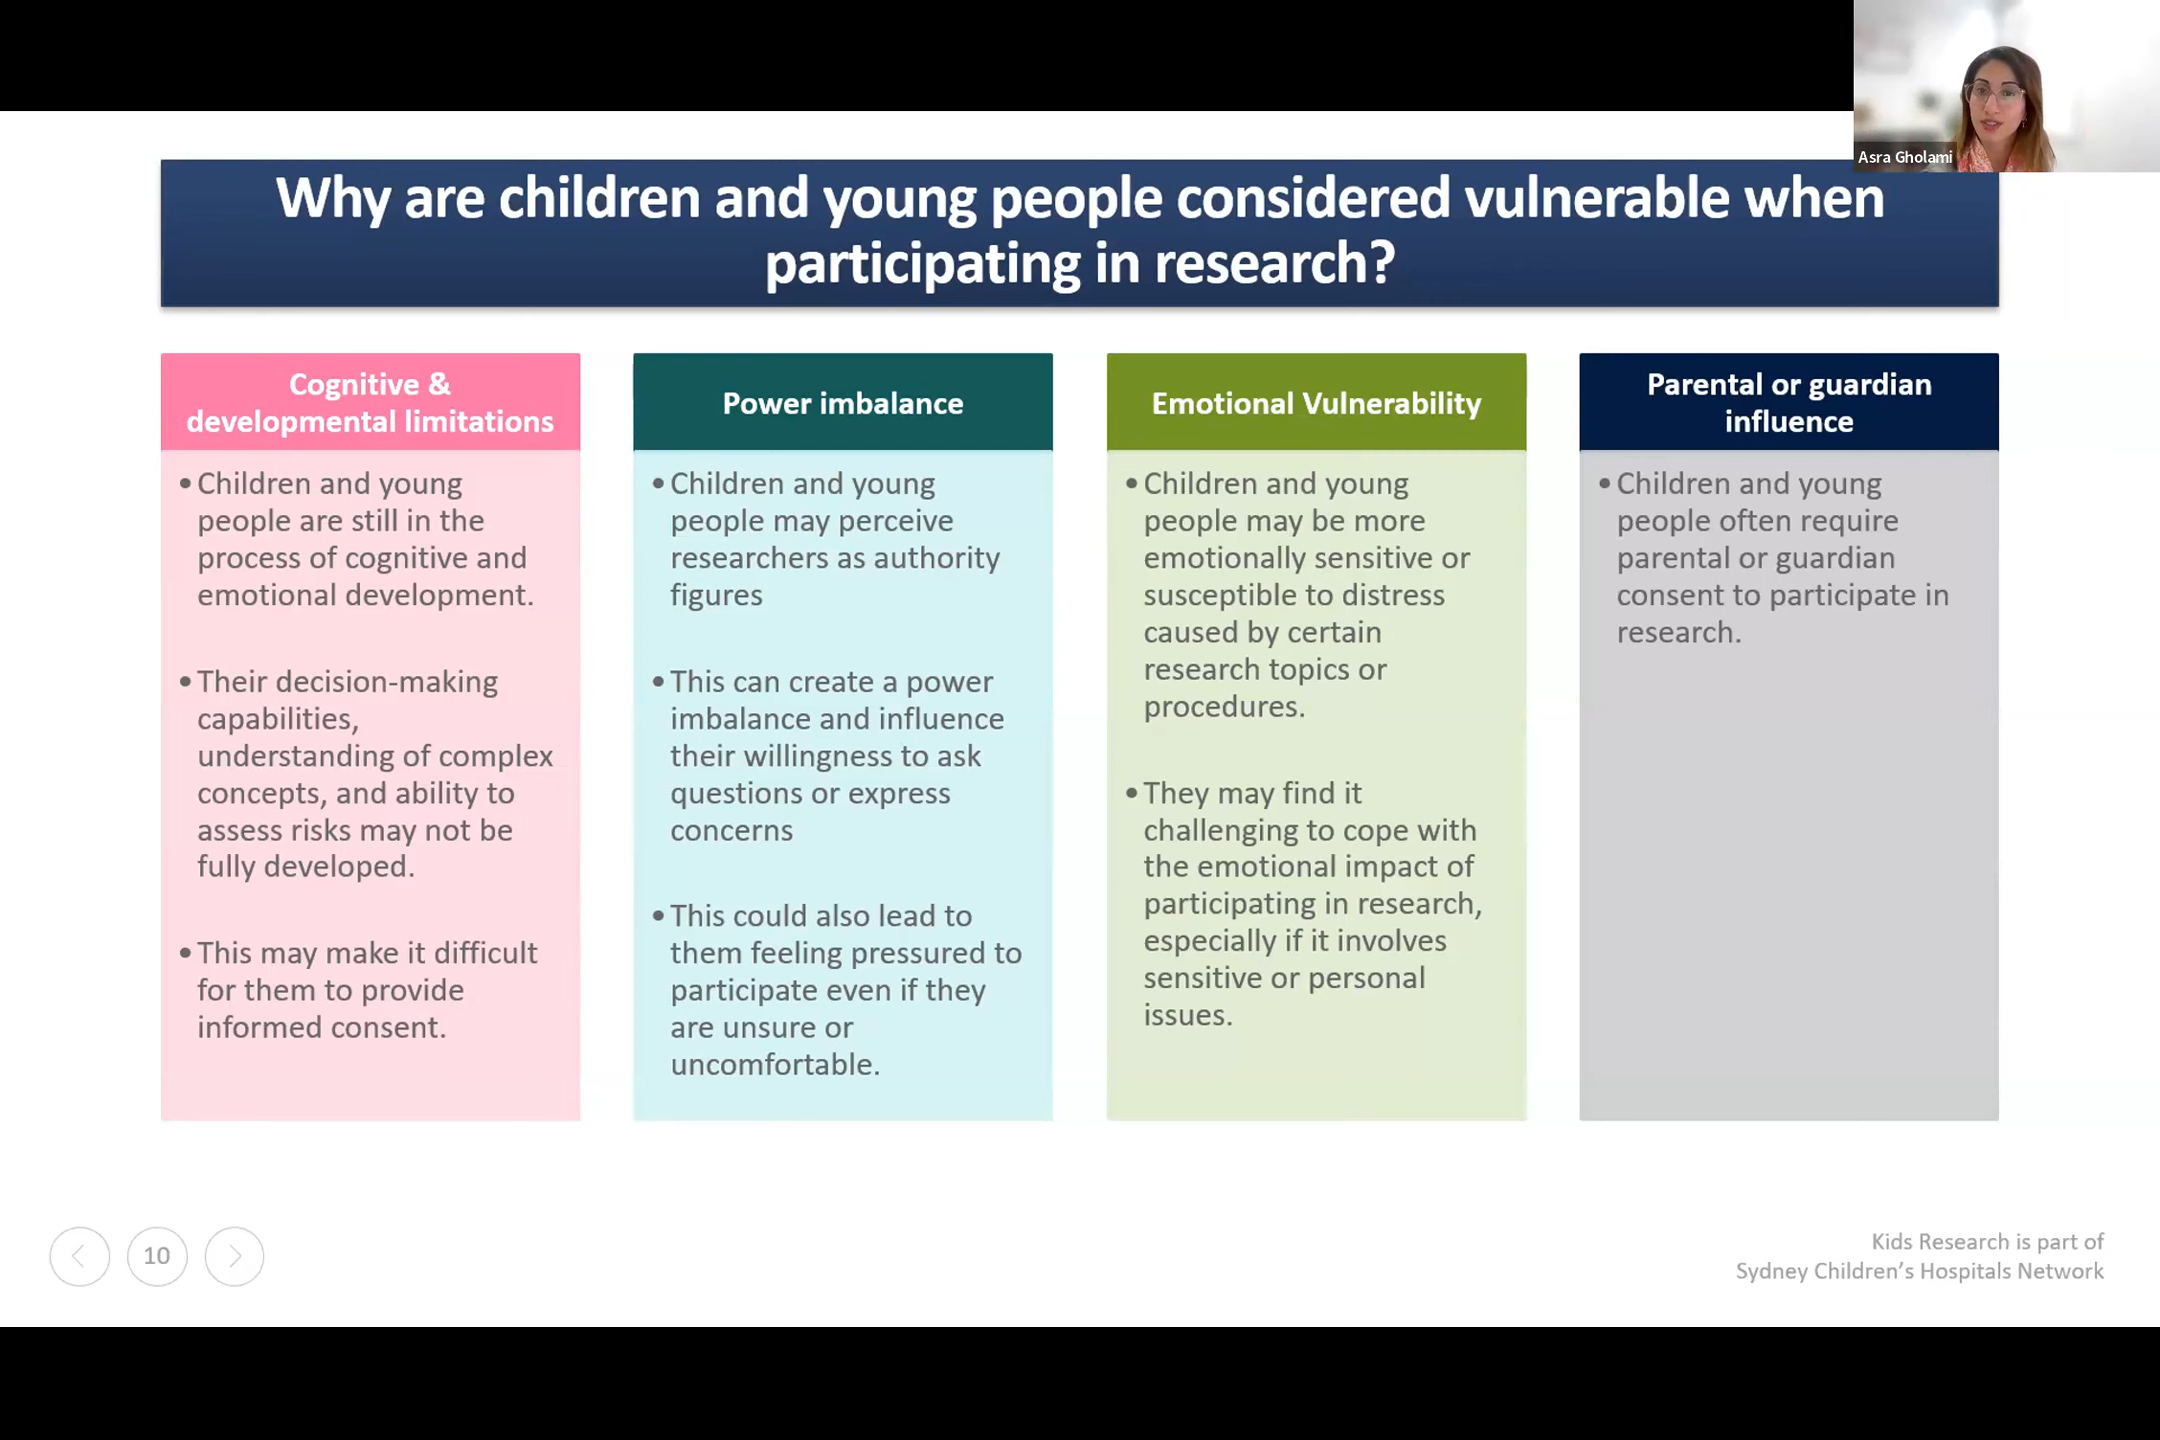 Asra Gholami
Why are children and young people considered vulnerable when
participating in research?
Cognitive &
developmental limitations
• Children and young
people are still in the
process of cognitive and
emotional development.
• Their decision-making
capabilities,
understanding of complex
concepts, and ability to
assess risks may not be
fully developed.
• This may make it difficult
for them to provide
informed consent.
Power imbalance
• Children and young
people may perceive
researchers as authority
figures
• This can create a power
imbalance and influence
their willingness to ask
questions or express
concerns
• This could also lead to
them feeling pressured to
participate even if they
are unsure or
uncomfortable.
Emotional Vulnerability
• Children and young
people may be more
emotionally sensitive or
susceptible to distress
caused by certain
research topics or
procedures.
• They may find it
challenging to cope with
the emotional impact of
participating in research,
especially if it involves
sensitive or personal
issues.
Parental or guardian
influence
• Children and young
people often require
parental or guardian
consent to participate in
research.
10
Kids Research is part of
Sydney Children’s Hospitals Network